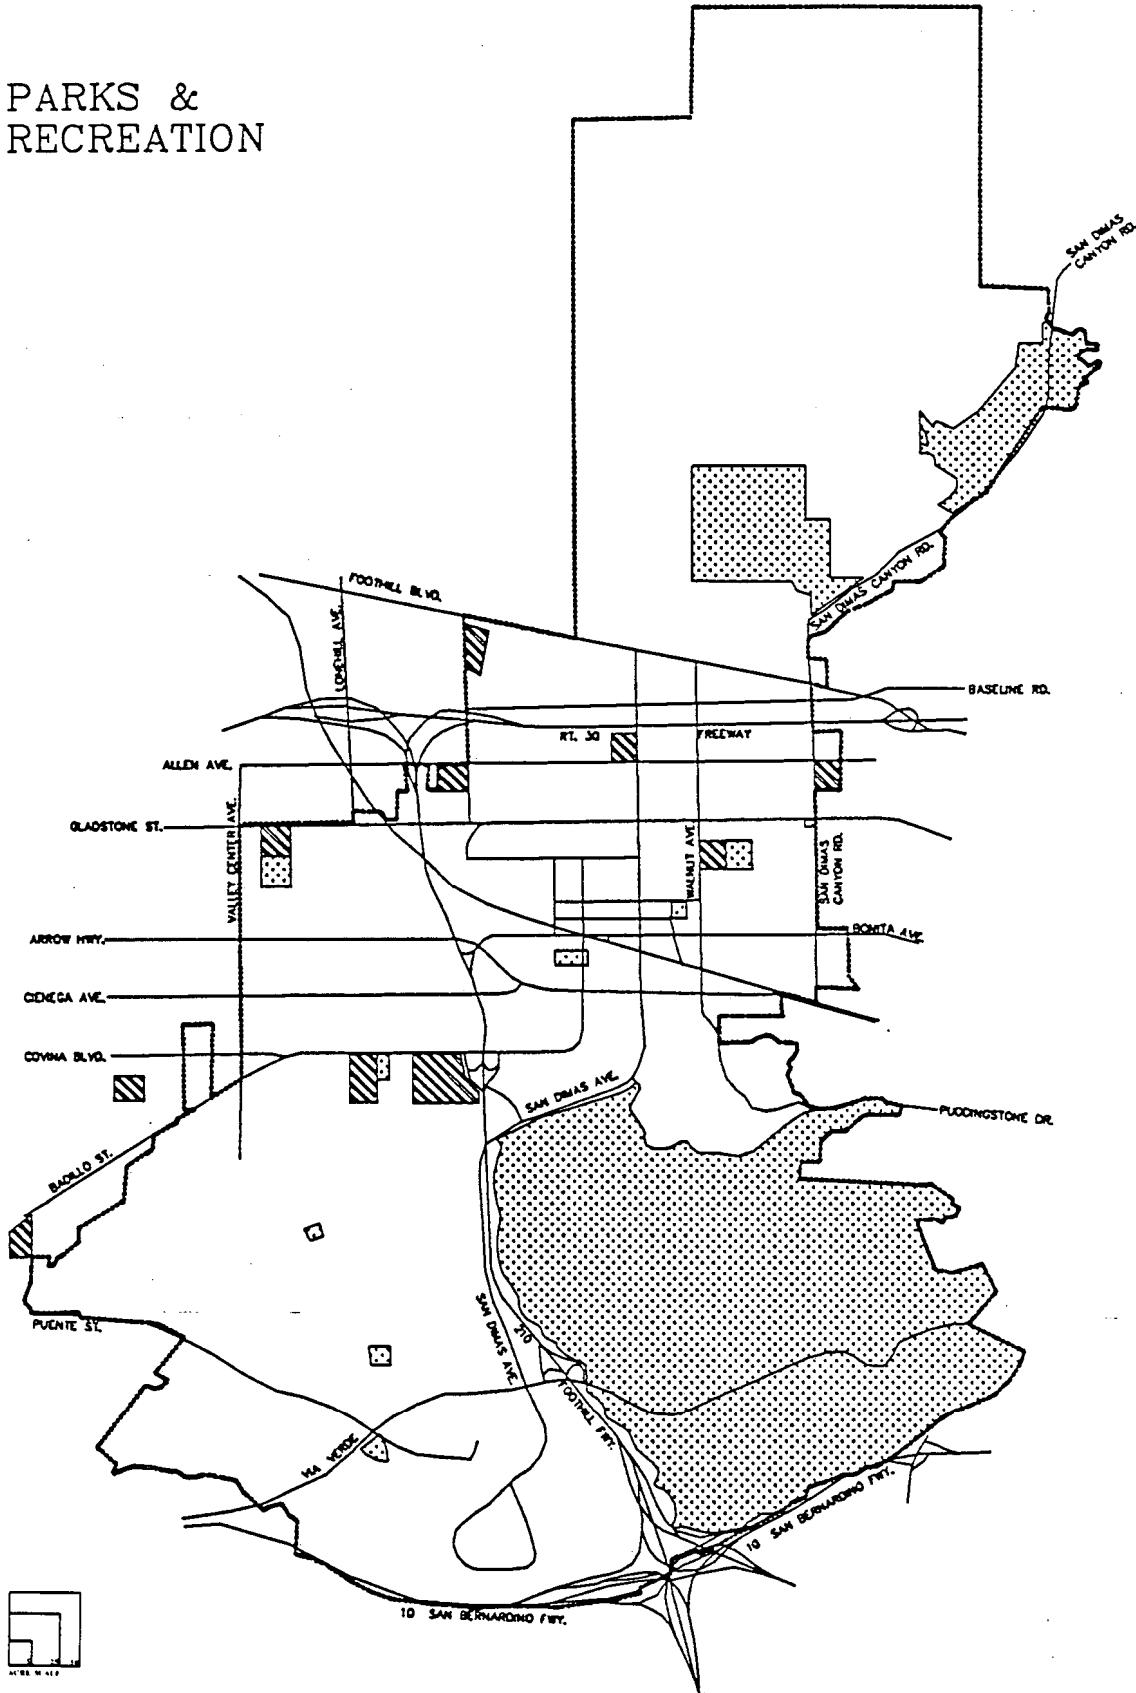 PARKS &
RECREATION
SAN DIMAS
CANYON RD.
SAN DIMAS CANYON RD.
FOOTHILL BLVD.
LONEHILL AVE.
BASELINE RD.
RT. 30
FREEWAY
ALLEN AVE.
GLADSTONE ST.
VALLEY CENTER AVE.
WALNUT AVE.
SAN DIMAS
CANYON RD.
ARROW HWY.
BONITA AVE.
CIENEGA AVE.
COVINA BLVD.
SAN DIMAS AVE.
PUDDINGSTONE DR.
BADILLO ST.
PUENTE ST.
SAN DIMAS AVE.
210
FOOTHILL FWY.
VIA VERDE
10 SAN BERNARDINO FWY.
10 SAN BERNARDINO FWY.
ACRE SCALE